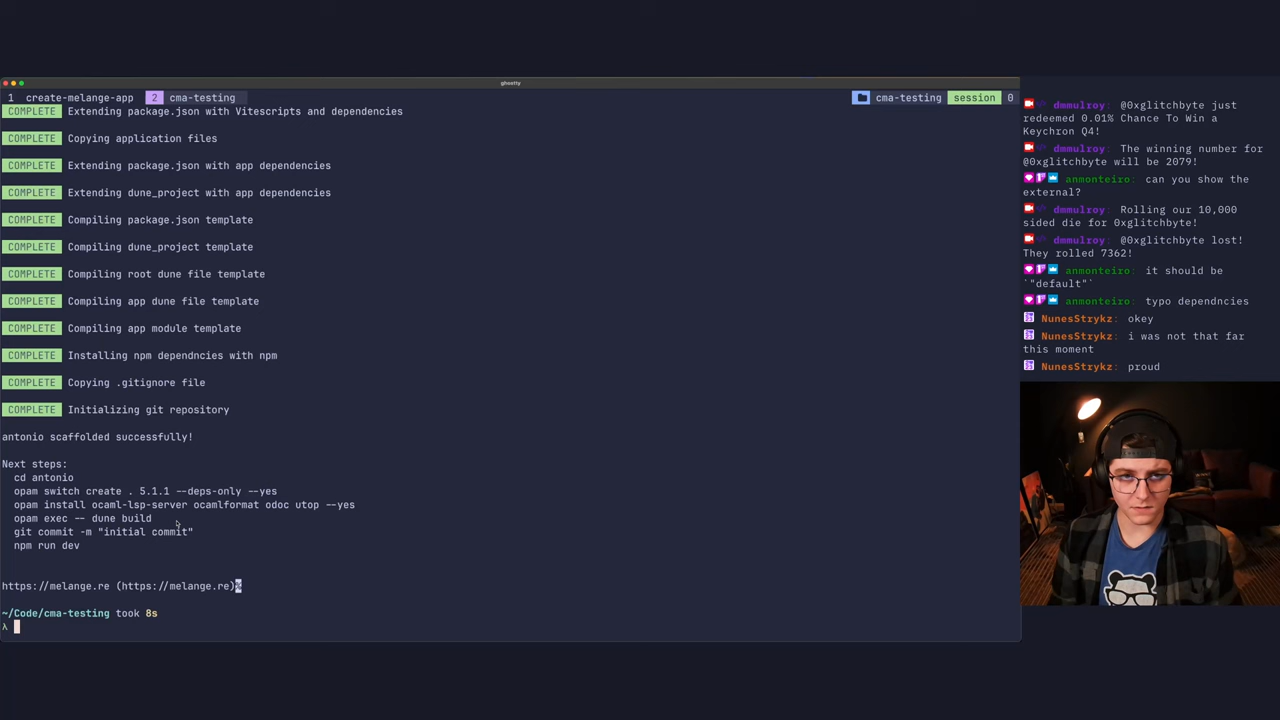 ghostty
1 create-melange-app 2 cma-testing cma-testing session 0
COMPLETE Extending package.json with Vitescripts and dependencies
COMPLETE Copying application files
COMPLETE Extending package.json with app dependencies
COMPLETE Extending dune_project with app dependencies
COMPLETE Compiling package.json template
COMPLETE Compiling dune_project template
COMPLETE Compiling root dune file template
COMPLETE Compiling app dune file template
COMPLETE Compiling app module template
COMPLETE Installing npm dependncies with npm
COMPLETE Copying .gitignore file
COMPLETE Initializing git repository
antonio scaffolded successfully!
Next steps:
cd antonio
opam switch create . 5.1.1 --deps-only --yes
opam install ocaml-lsp-server ocamlformat odoc utop --yes
opam exec -- dune build
git commit -m "initial commit"
npm run dev
https://melange.re (https://melange.re)%
~/Code/cma-testing took 8s
λ
dmmulroy: @0xglitchbyte just
redeemed 0.01% Chance To Win a
Keychron Q4!
dmmulroy: The winning number for
@0xglitchbyte will be 2079!
anmonteiro: can you show the
external?
dmmulroy: Rolling our 10,000
sided die for 0xglitchbyte!
dmmulroy: @0xglitchbyte lost!
They rolled 7362!
anmonteiro: it should be
`"default"`
anmonteiro: typo dependncies
NunesStrykz: okey
NunesStrykz: i was not that far
this moment
NunesStrykz: proud